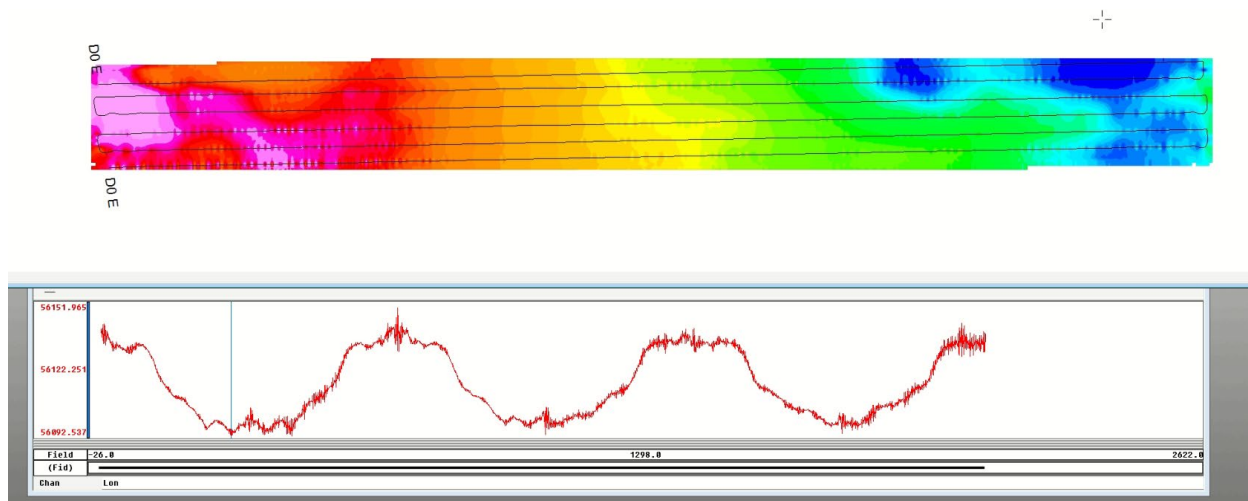 D0 E
D0 E
56151.965
56122.251
56092.537
Field -26.0 1298.0 2622.0
(Fid)
Chan Lon